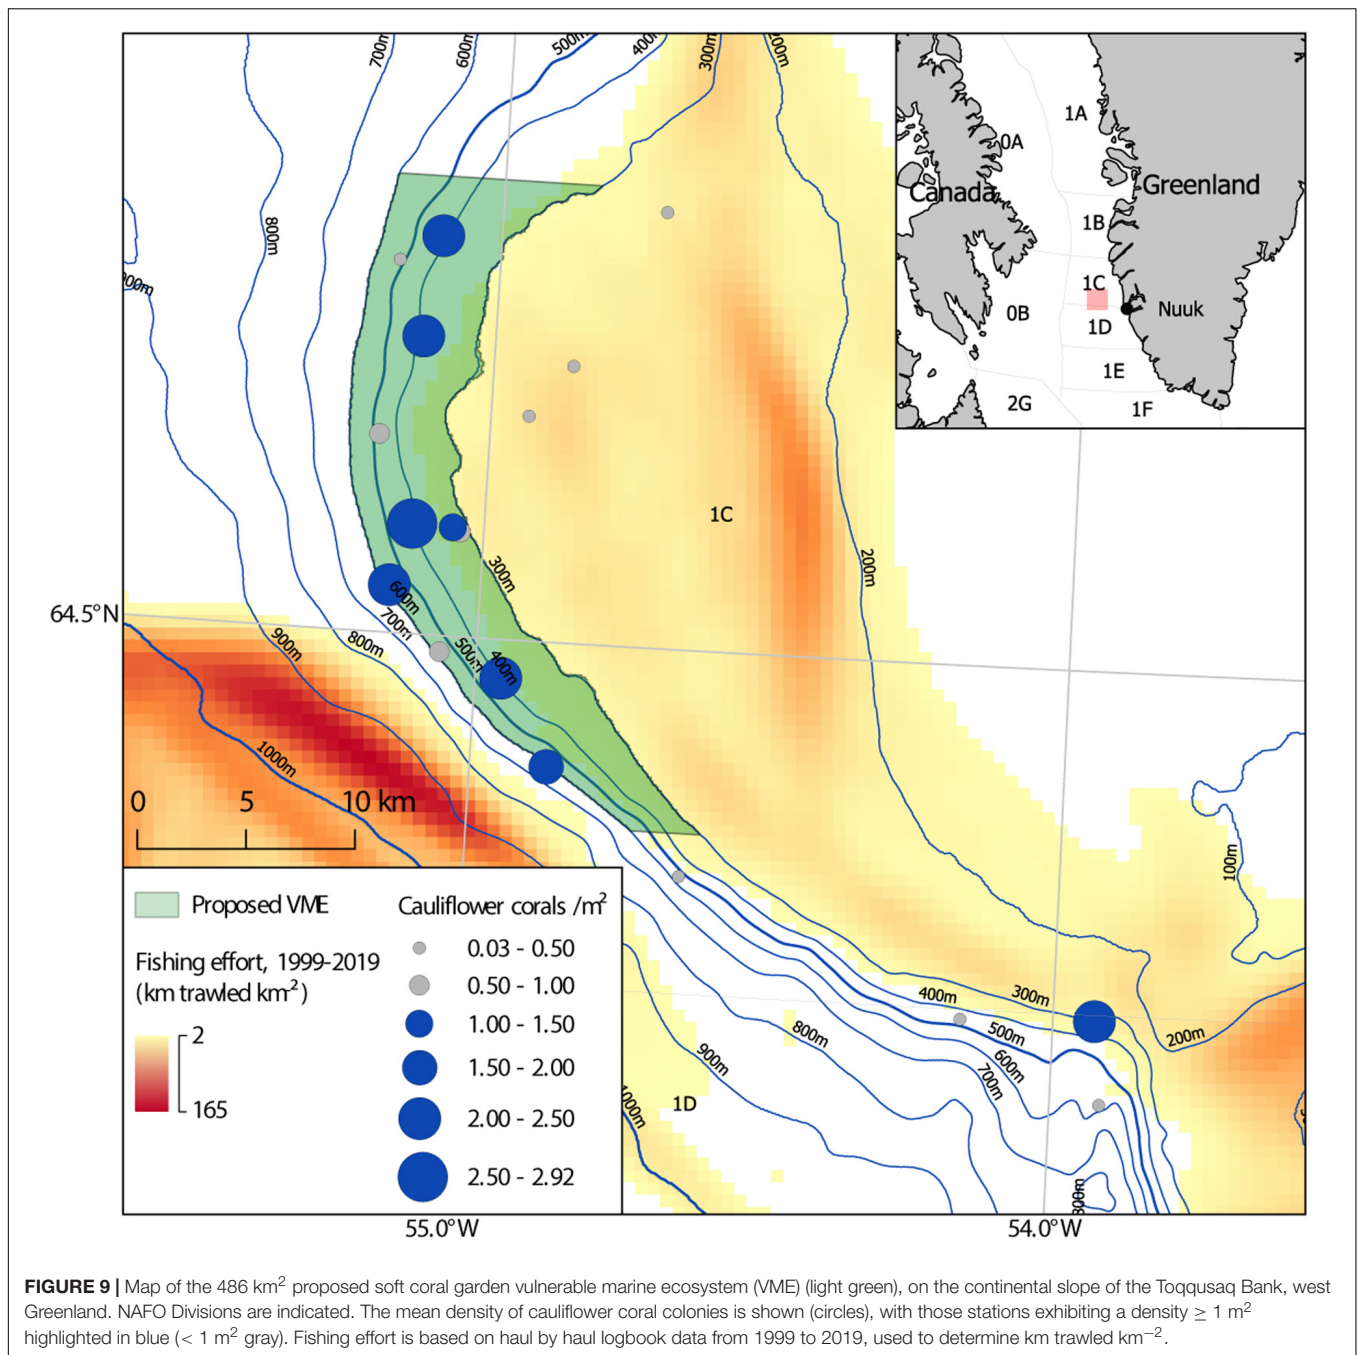 700m
600m
500m
400m
300m
200m
800m
1A
0A
Canada
Greenland
1B
1C
0B
Nuuk
1D
1E
2G
1F
1C
300m
200m
64.5°N
600m
700m
500m
400m
900m
800m
1000m
0 5 10 km
100m
Proposed VME
Fishing effort, 1999-2019
(km trawled km²)
2
165
Cauliflower corals /m²
0.03 - 0.50
0.50 - 1.00
1.00 - 1.50
1.50 - 2.00
2.00 - 2.50
2.50 - 2.92
400m
300m
500m
200m
600m
700m
800m
900m
1000m
1D
55.0°W
54.0°W
FIGURE 9 | Map of the 486 km² proposed soft coral garden vulnerable marine ecosystem (VME) (light green), on the continental slope of the Toqqusaq Bank, west
Greenland. NAFO Divisions are indicated. The mean density of cauliflower coral colonies is shown (circles), with those stations exhibiting a density ≥ 1 m²
highlighted in blue (< 1 m² gray). Fishing effort is based on haul by haul logbook data from 1999 to 2019, used to determine km trawled km⁻².